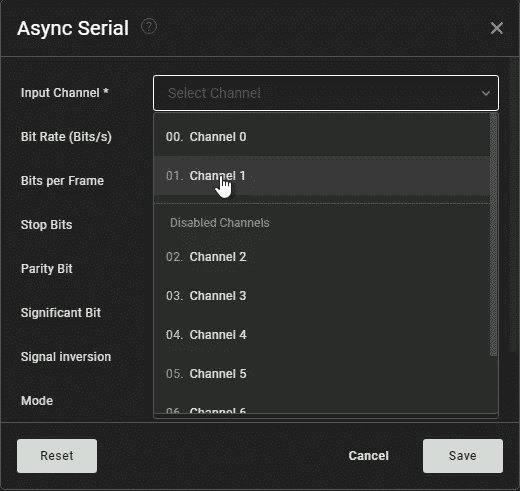 Async Serial ?
Input Channel *
Select Channel
00. Channel 0
01. Channel 1
Disabled Channels
02. Channel 2
03. Channel 3
04. Channel 4
05. Channel 5
06. Channel 6
Bit Rate (Bits/s)
Bits per Frame
Stop Bits
Parity Bit
Significant Bit
Signal inversion
Mode
Reset
Cancel
Save